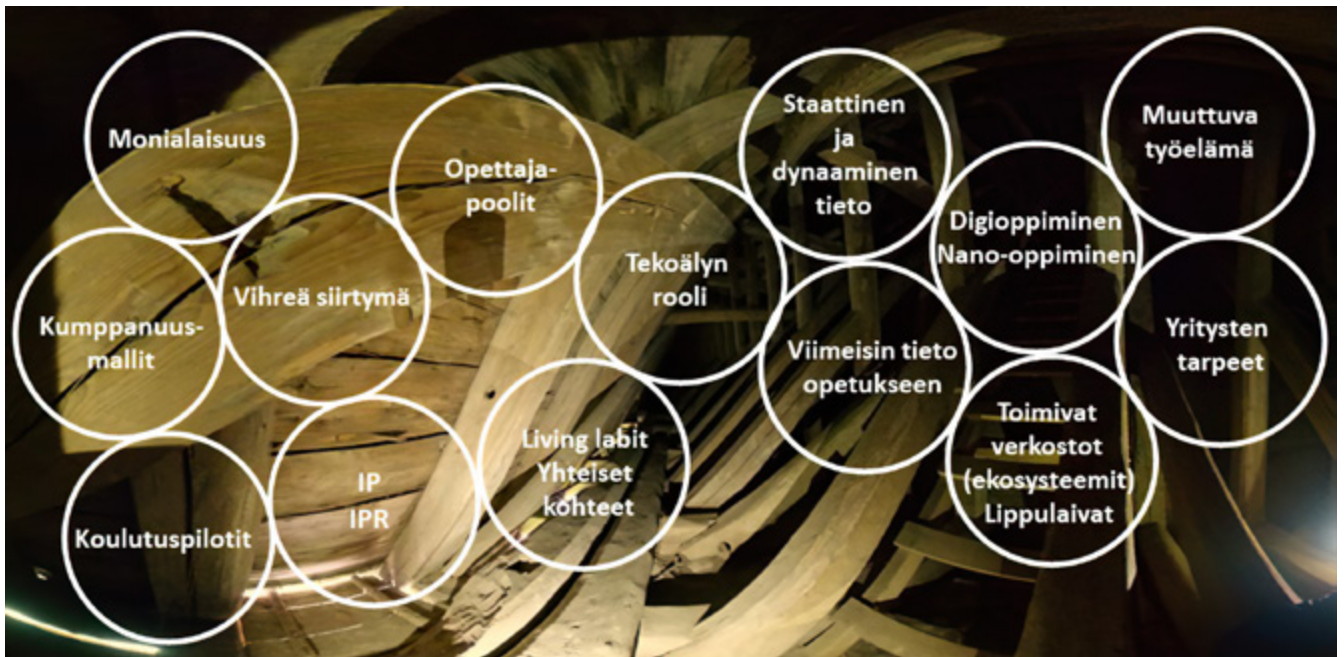 Monialaisuus
Opettaja-
poolit
Staattinen
ja
dynaaminen
tieto
Muuttuva
työelämä
Kumppanuus-
mallit
Vihreä siirtymä
Tekoälyn
rooli
Digioppiminen
Nano-oppiminen
Viimeisin tieto
opetukseen
Yritysten
tarpeet
Koulutuspilotit
IP
IPR
Living labit
Yhteiset
kohteet
Toimivat
verkostot
(ekosysteemit)
Lippulaivat